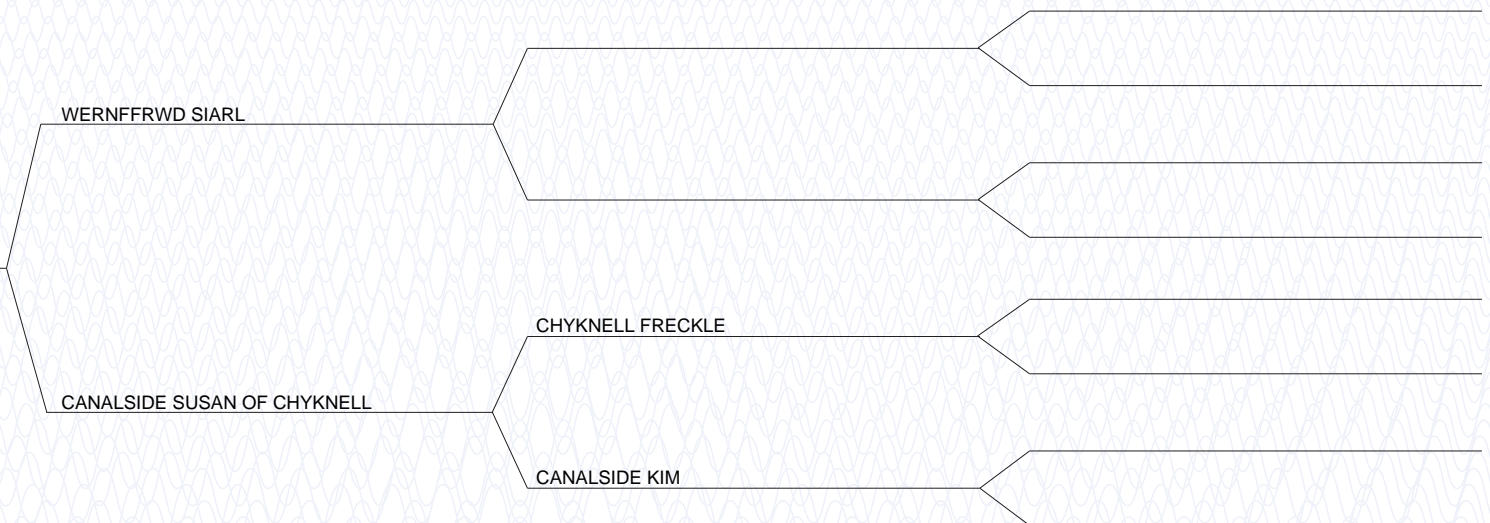 WERNFFRWD SIARL
CHYKNELL FRECKLE
CANALSIDE SUSAN OF CHYKNELL
CANALSIDE KIM